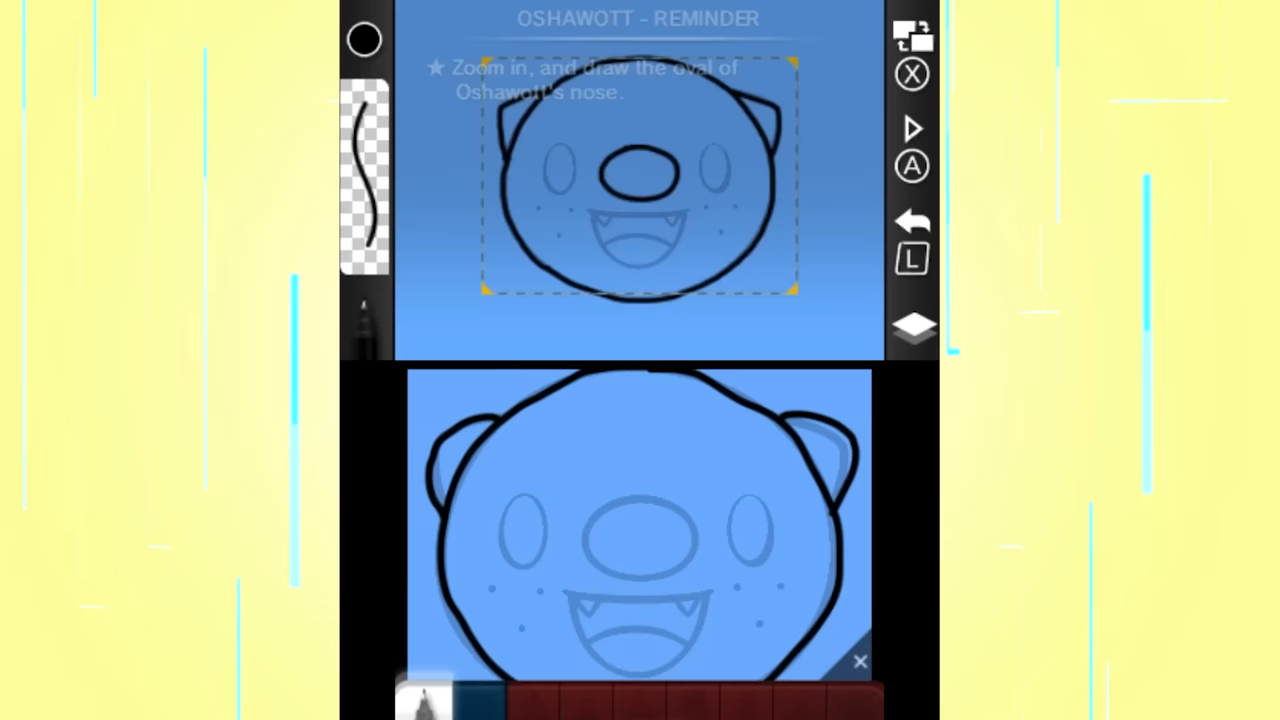 OSHAWOTT - REMINDER
★ Zoom in, and draw the oval of
Oshawott's nose.
X
A
L